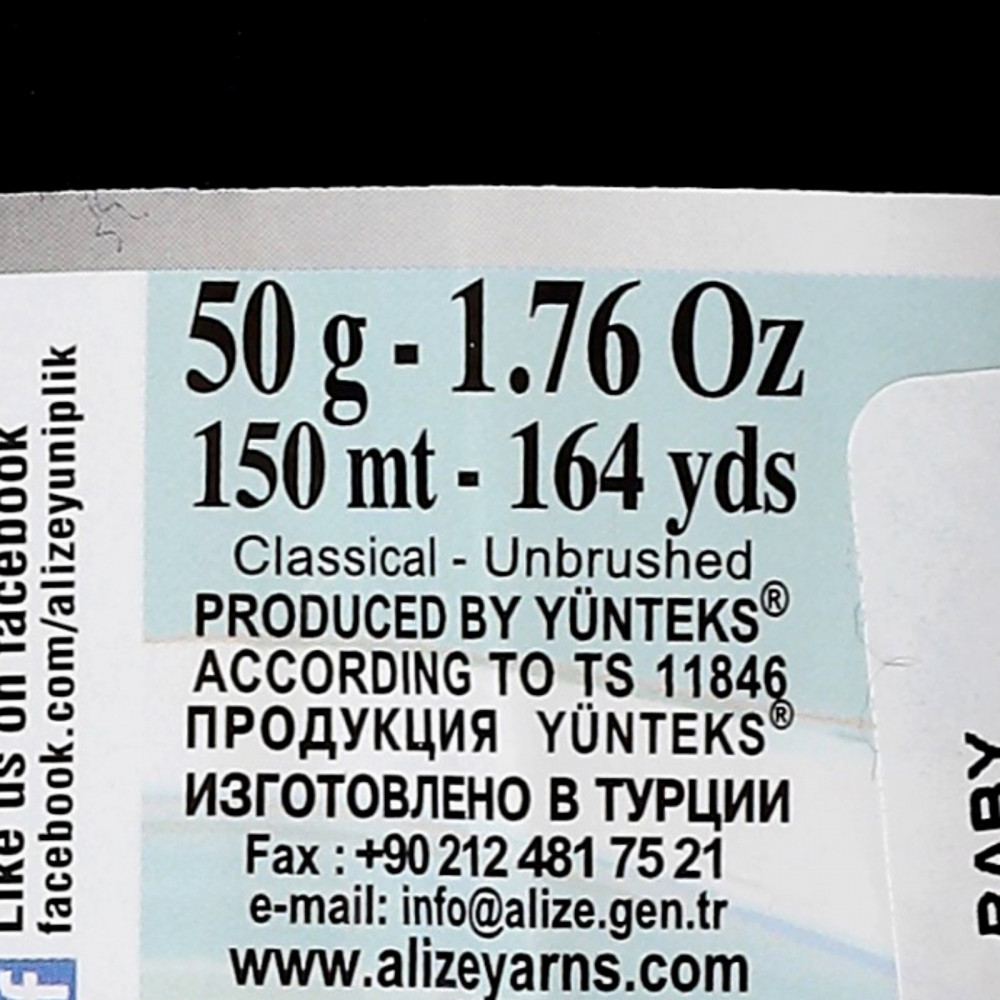 50 g - 1.76 Oz
150 mt - 164 yds
Classical - Unbrushed
PRODUCED BY YÜNTEKS®
ACCORDING TO TS 11846
ПРОДУКЦИЯ YÜNTEKS®
ИЗГОТОВЛЕНО В ТУРЦИИ
Fax : +90 212 481 75 21
e-mail: info@alize.gen.tr
www.alizeyarns.com
Like us on facebook
facebook.com/alizeyuniplik
f
BABY